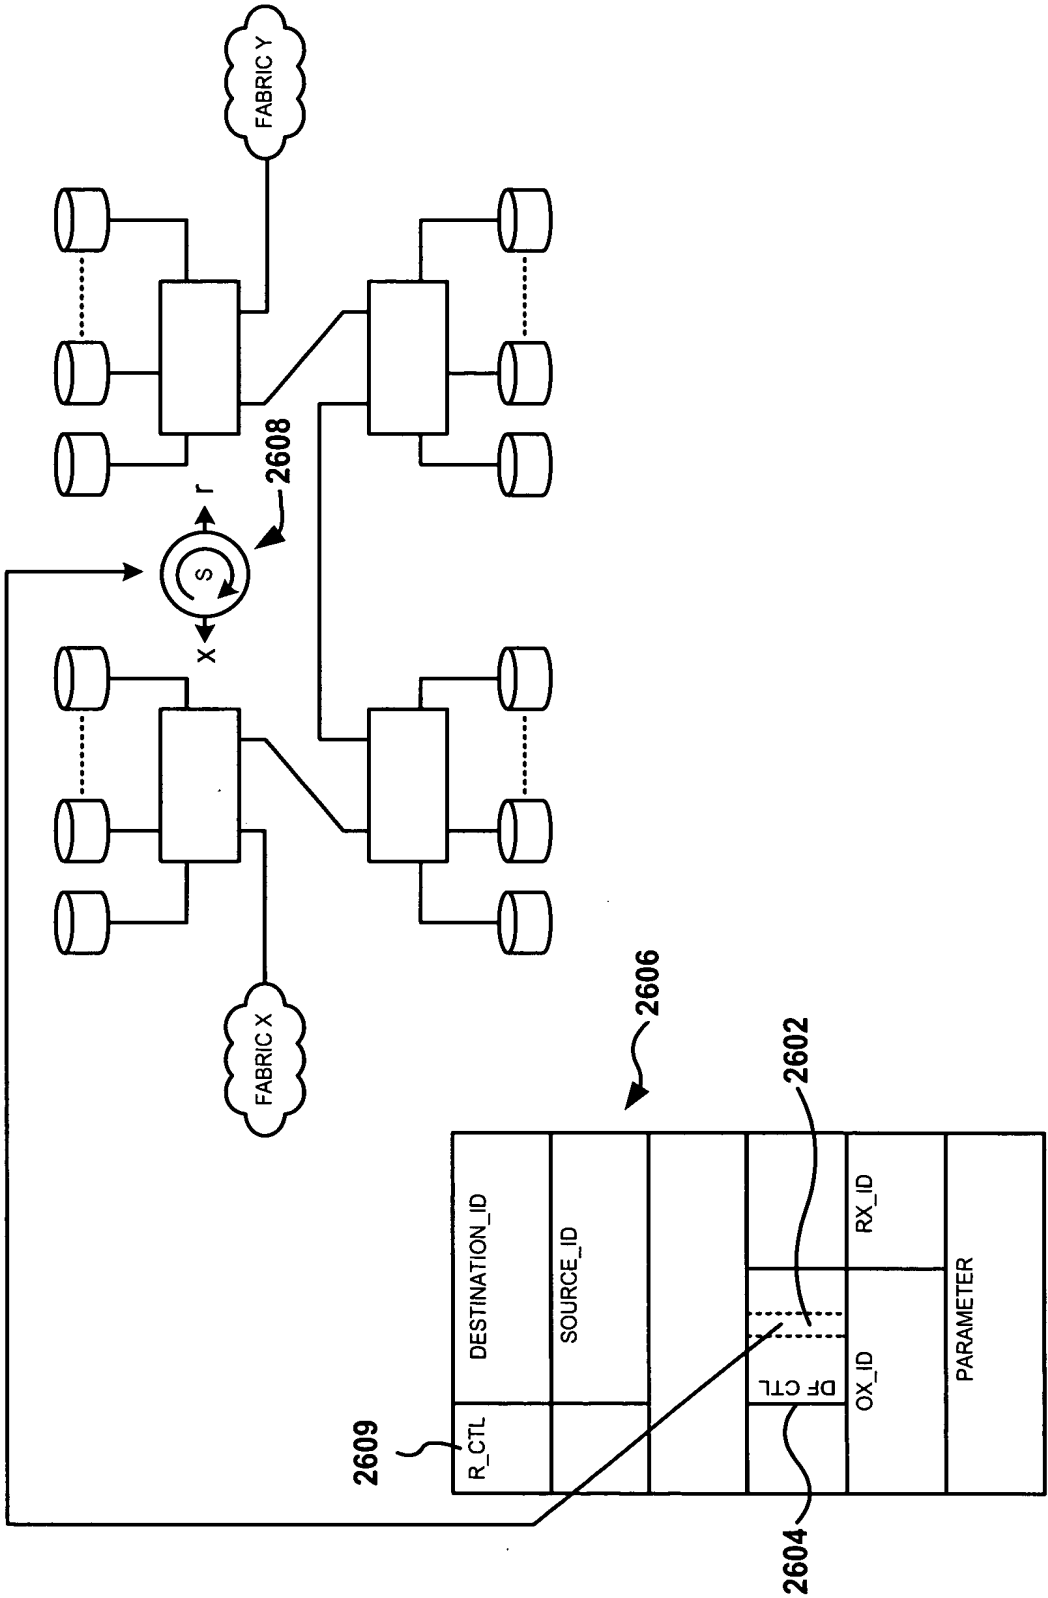 FABRIC X
FABRIC Y
X
S
r
2608
2606
2609
R_CTL
DESTINATION_ID
SOURCE_ID
DF CTL
2602
2604
OX_ID
RX_ID
PARAMETER